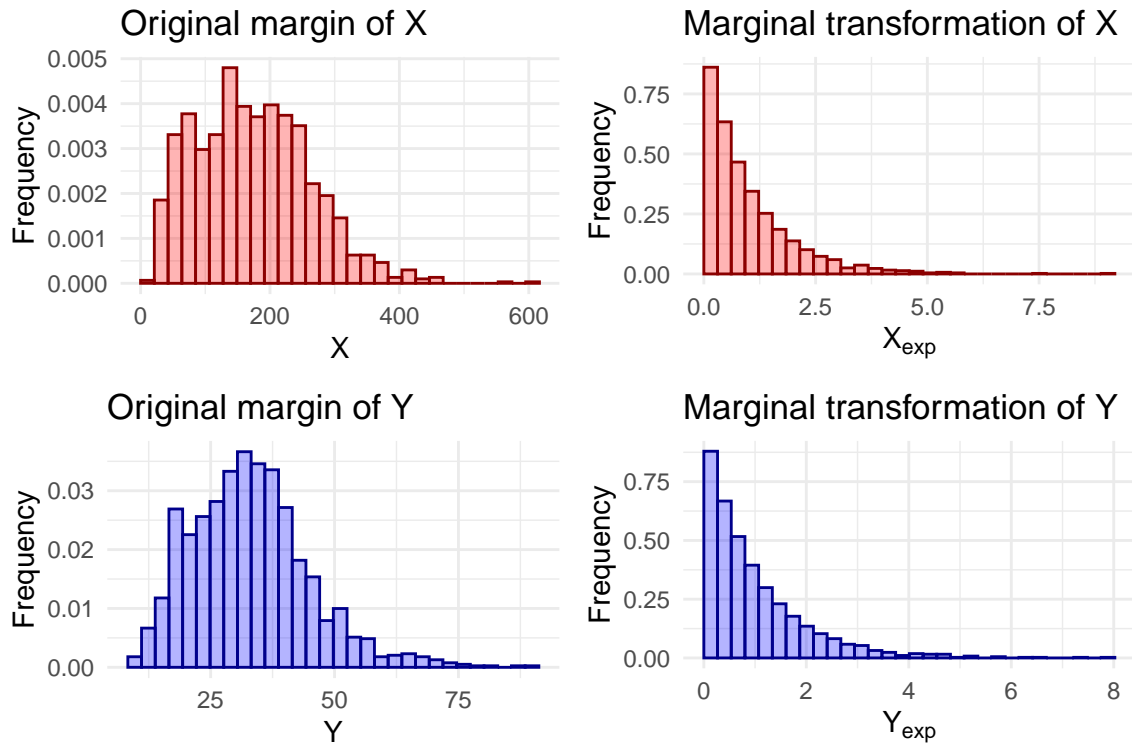 Original margin of X
Frequency
0.005
0.004
0.003
0.002
0.001
0.000
0
200
400
600
X
Marginal transformation of X
Frequency
0.75
0.50
0.25
0.00
0.0
2.5
5.0
7.5
Xexp
Original margin of Y
Frequency
0.03
0.02
0.01
0.00
25
50
75
Y
Marginal transformation of Y
Frequency
0.75
0.50
0.25
0.00
0
2
4
6
8
Yexp